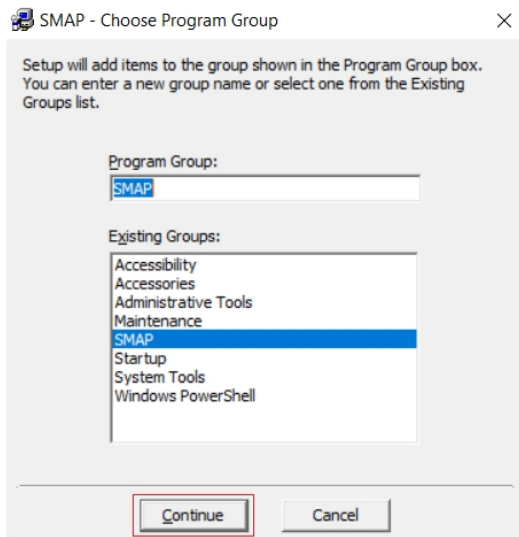 SMAP - Choose Program Group
Setup will add items to the group shown in the Program Group box.
You can enter a new group name or select one from the Existing
Groups list.
Program Group:
SMAP
Existing Groups:
Accessibility
Accessories
Administrative Tools
Maintenance
SMAP
Startup
System Tools
Windows PowerShell
Continue
Cancel